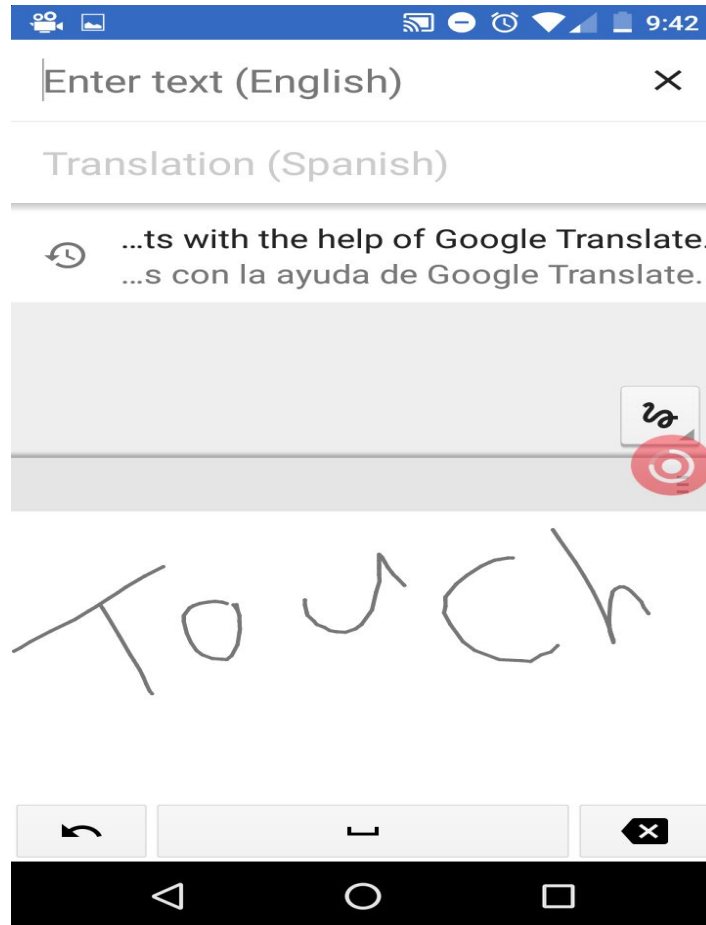 9:42
Enter text (English)
Translation (Spanish)
...ts with the help of Google Translate.
...s con la ayuda de Google Translate.
Touch